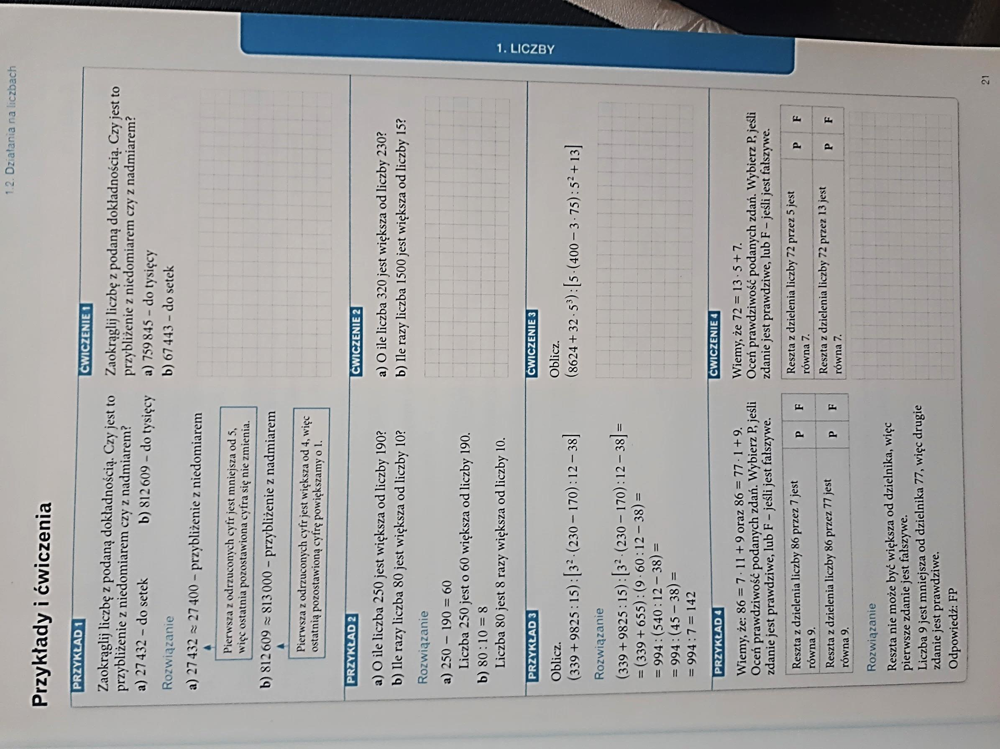 1.2. Działania na liczbach
Przykłady i ćwiczenia
PRZYKŁAD 1
Zaokrąglij liczbę z podaną dokładnością. Czy jest to
przybliżenie z niedomiarem czy z nadmiarem?
a) 27 432 – do setek b) 812 609 – do tysięcy
Rozwiązanie
a) 27 432 ≈ 27 400 – przybliżenie z niedomiarem
Pierwsza z odrzuconych cyfr jest mniejsza od 5,
więc ostatnia pozostawiona cyfra się nie zmienia.
b) 812 609 ≈ 813 000 – przybliżenie z nadmiarem
Pierwsza z odrzuconych cyfr jest większa od 4, więc
ostatnią pozostawioną cyfrę powiększamy o 1.
ĆWICZENIE 1
Zaokrąglij liczbę z podaną dokładnością. Czy jest to
przybliżenie z niedomiarem czy z nadmiarem?
a) 759 845 – do tysięcy
b) 67 443 – do setek
PRZYKŁAD 2
a) O ile liczba 250 jest większa od liczby 190?
b) Ile razy liczba 80 jest większa od liczby 10?
Rozwiązanie
a) 250 − 190 = 60
Liczba 250 jest o 60 większa od liczby 190.
b) 80 : 10 = 8
Liczba 80 jest 8 razy większa od liczby 10.
ĆWICZENIE 2
a) O ile liczba 320 jest większa od liczby 230?
b) Ile razy liczba 1500 jest większa od liczby 15?
PRZYKŁAD 3
Oblicz.
(339 + 9825 : 15) : [3² · (230 − 170) : 12 − 38]
Rozwiązanie
(339 + 9825 : 15) : [3² · (230 − 170) : 12 − 38] =
= (339 + 655) : (9 · 60 : 12 − 38) =
= 994 : (540 : 12 − 38) =
= 994 : (45 − 38) =
= 994 : 7 = 142
ĆWICZENIE 3
Oblicz.
(8624 + 32 · 5³) : [5 · (400 − 3 · 75) : 5² + 13]
PRZYKŁAD 4
Wiemy, że: 86 = 7 · 11 + 9 oraz 86 = 77 · 1 + 9.
Oceń prawdziwość podanych zdań. Wybierz P, jeśli
zdanie jest prawdziwe, lub F – jeśli jest fałszywe.
Reszta z dzielenia liczby 86 przez 7 jest
równa 9. P F
Reszta z dzielenia liczby 86 przez 77 jest
równa 9. P F
Rozwiązanie
Reszta nie może być większa od dzielnika, więc
pierwsze zdanie jest fałszywe.
Liczba 9 jest mniejsza od dzielnika 77, więc drugie
zdanie jest prawdziwe.
Odpowiedź: FP
ĆWICZENIE 4
Wiemy, że 72 = 13 · 5 + 7.
Oceń prawdziwość podanych zdań. Wybierz P, jeśli
zdanie jest prawdziwe, lub F – jeśli jest fałszywe.
Reszta z dzielenia liczby 72 przez 5 jest
równa 7. P F
Reszta z dzielenia liczby 72 przez 13 jest
równa 7. P F
1. LICZBY
21